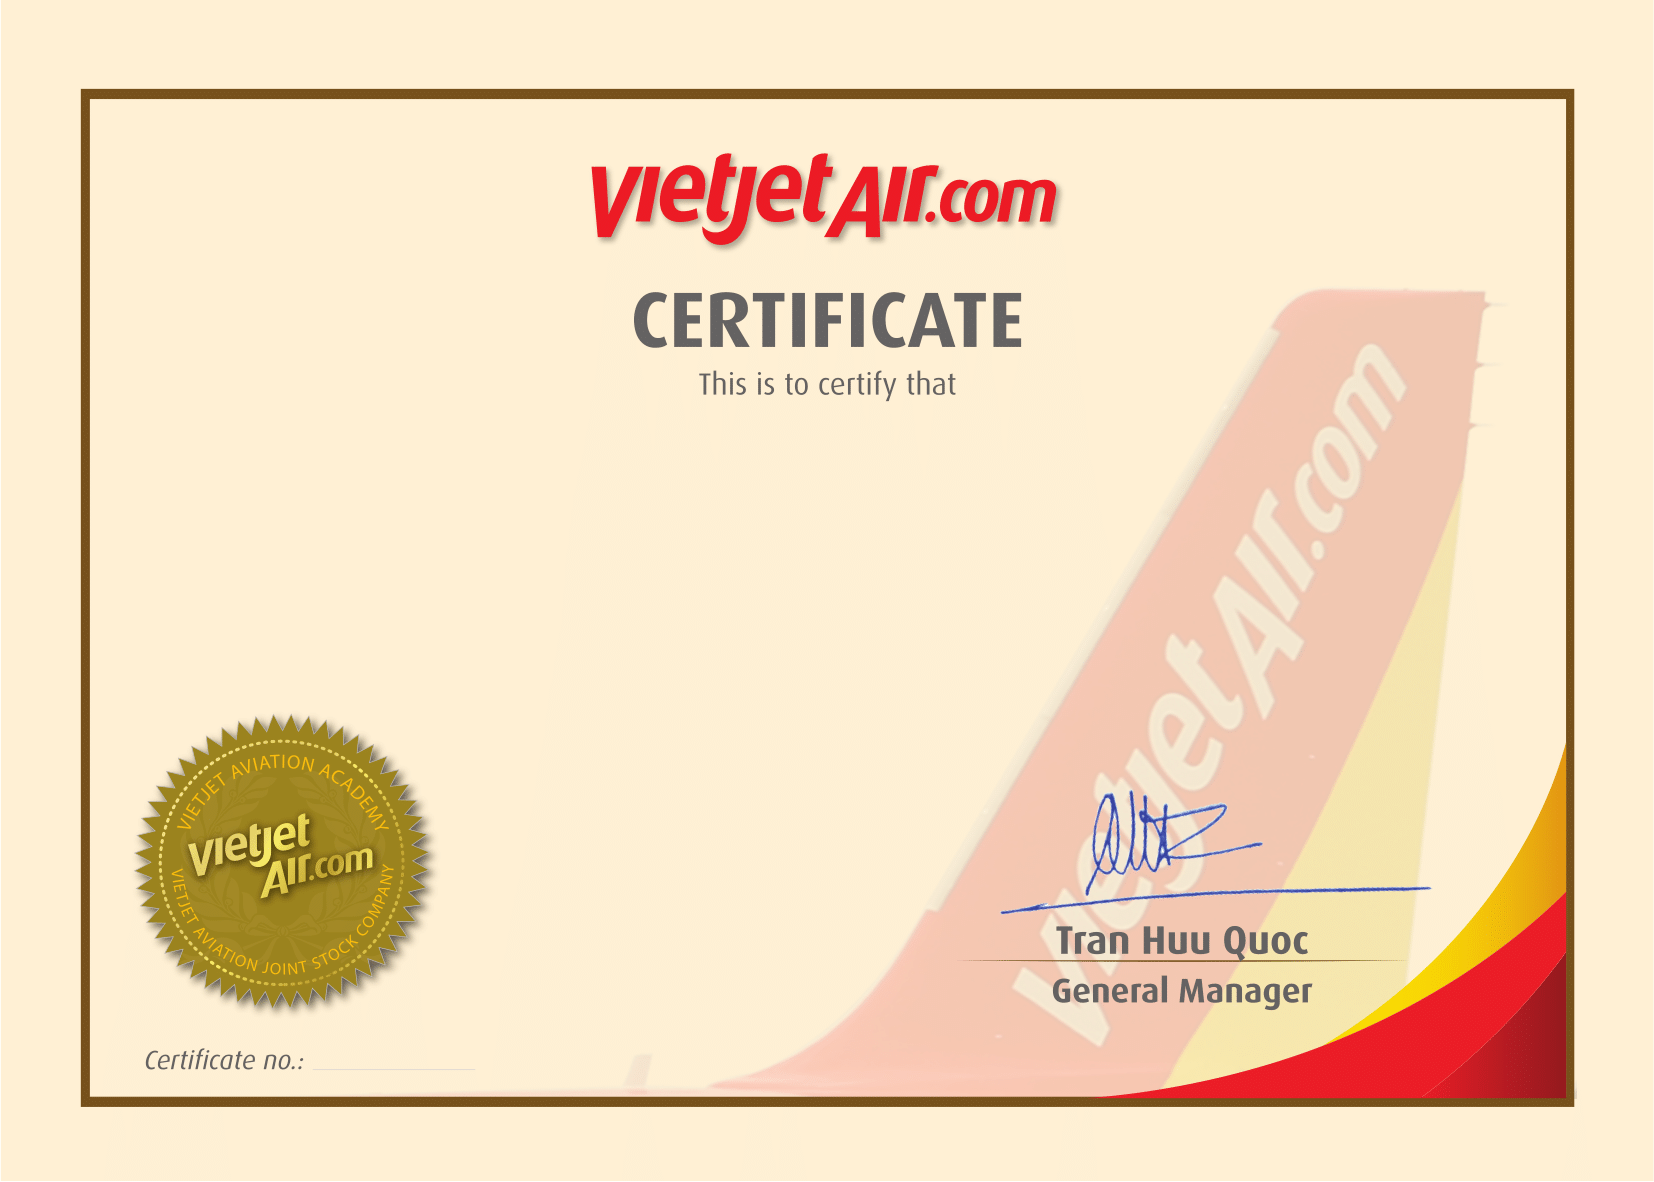 vietjetAir.com
CERTIFICATE
This is to certify that
vietjetAir.com
VIETJET AVIATION ACADEMY
vietjet
Air.com
VIETJET AVIATION JOINT STOCK COMPANY
Tran Huu Quoc
General Manager
Certificate no.: